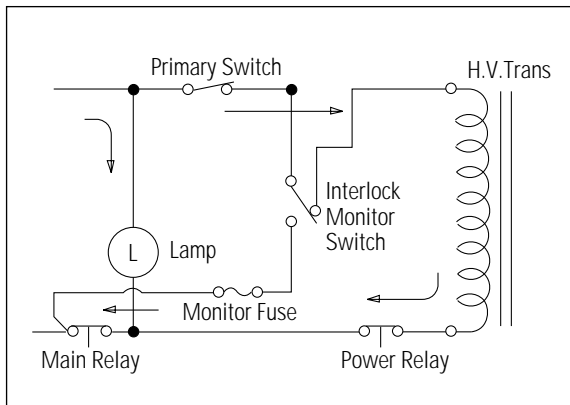 Primary Switch
H.V.Trans
Interlock
Monitor
Switch
L
Lamp
Monitor Fuse
Main Relay
Power Relay